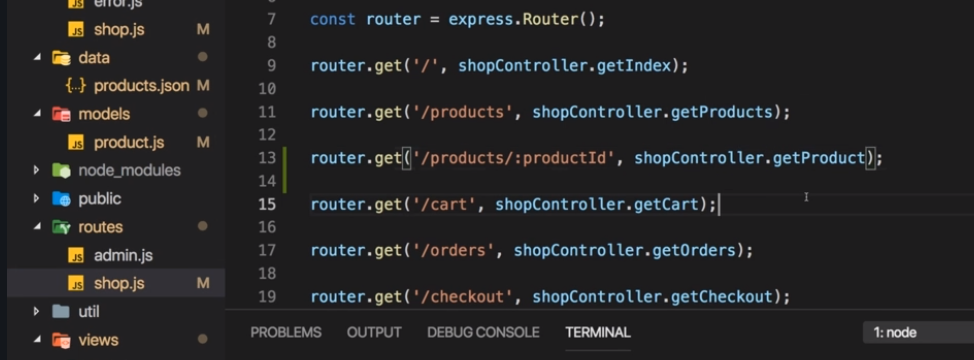 error.js
shop.js M
data
{..} products.json M
models
JS product.js M
node_modules
public
routes
JS admin.js
JS shop.js M
util
views
7 const router = express.Router();
8
9 router.get('/', shopController.getIndex);
10
11 router.get('/products', shopController.getProducts);
12
13 router.get('/products/:productId', shopController.getProduct);
14
15 router.get('/cart', shopController.getCart);
16
17 router.get('/orders', shopController.getOrders);
18
19 router.get('/checkout', shopController.getCheckout);
PROBLEMS OUTPUT DEBUG CONSOLE TERMINAL 1: node